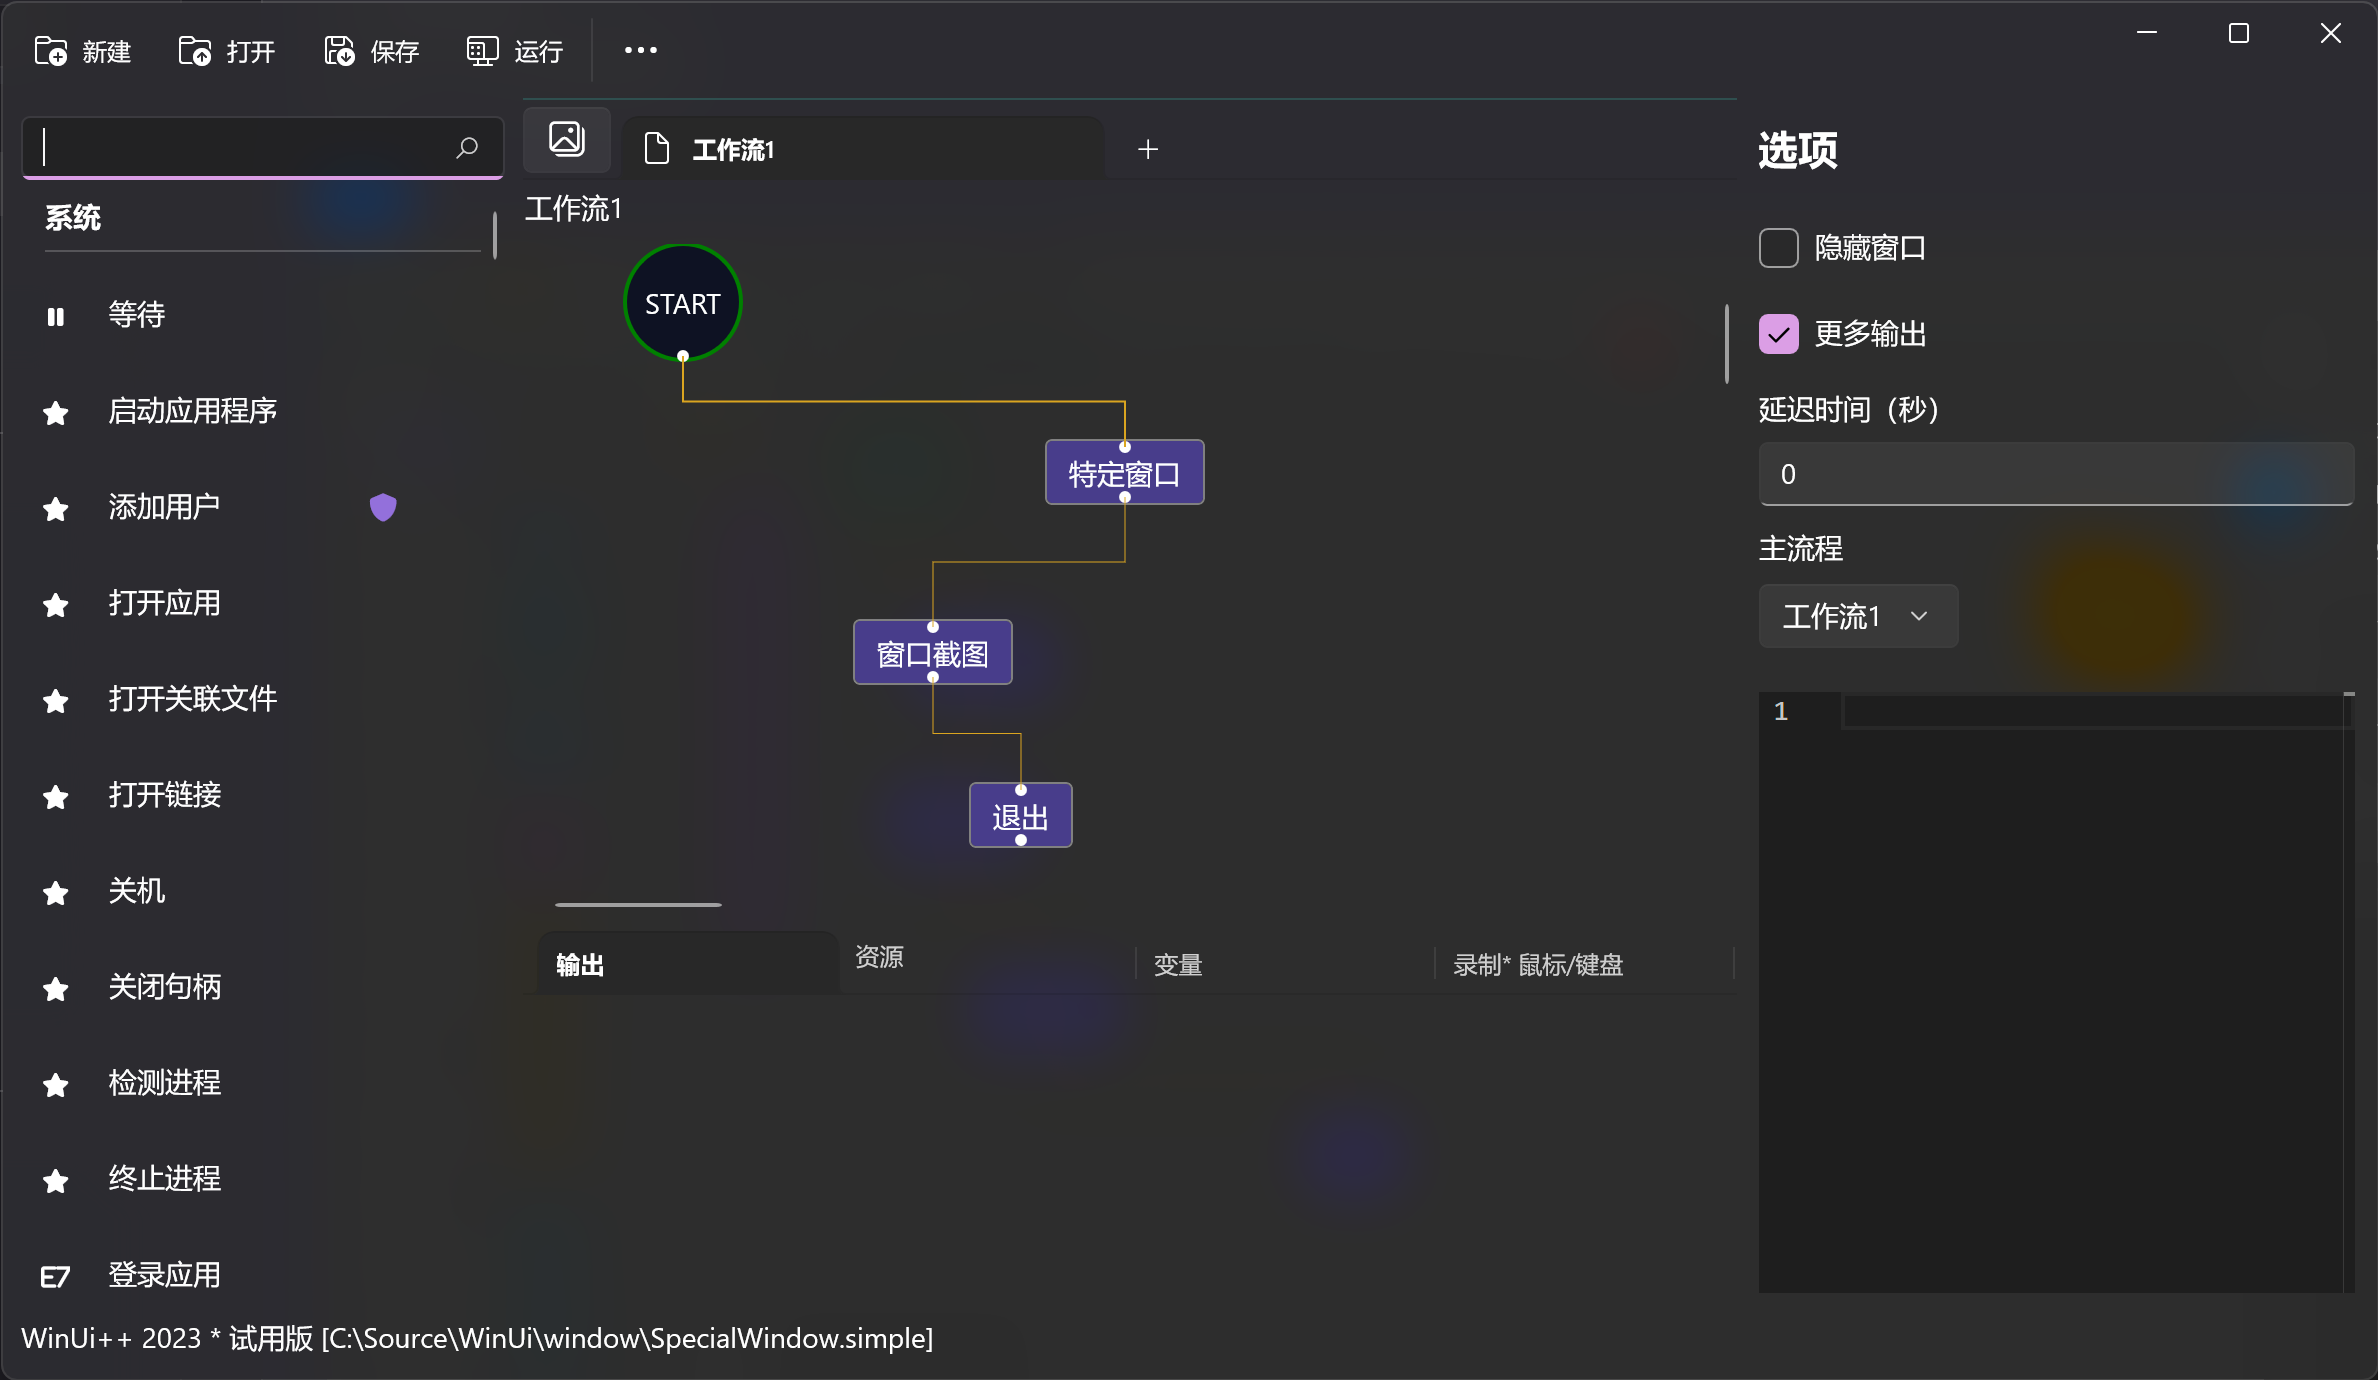 新建 打开 保存 运行
工作流1
系统
等待
启动应用程序
添加用户
打开应用
打开关联文件
打开链接
关机
关闭句柄
检测进程
终止进程
E7 登录应用
工作流1
START
特定窗口
窗口截图
退出
输出 资源 变量 录制* 鼠标/键盘
选项
隐藏窗口
更多输出
延迟时间（秒）
0
主流程
工作流1
1
WinUi++ 2023 * 试用版 [C:\Source\WinUi\window\SpecialWindow.simple]